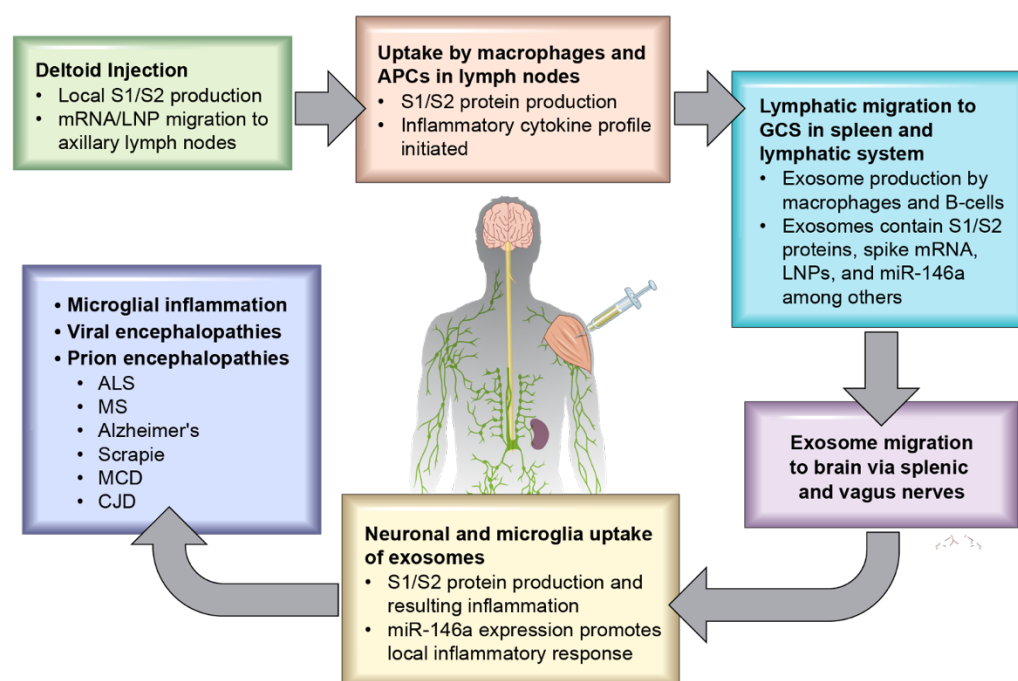 Deltoid Injection
• Local S1/S2 production
• mRNA/LNP migration to
axillary lymph nodes
Uptake by macrophages and
APCs in lymph nodes
• S1/S2 protein production
• Inflammatory cytokine profile
initiated
Lymphatic migration to
GCS in spleen and
lymphatic system
• Exosome production by
macrophages and B-cells
• Exosomes contain S1/S2
proteins, spike mRNA,
LNPs, and miR-146a
among others
Exosome migration
to brain via splenic
and vagus nerves
Neuronal and microglia uptake
of exosomes
• S1/S2 protein production and
resulting inflammation
• miR-146a expression promotes
local inflammatory response
• Microglial inflammation
• Viral encephalopathies
• Prion encephalopathies
• ALS
• MS
• Alzheimer's
• Scrapie
• MCD
• CJD